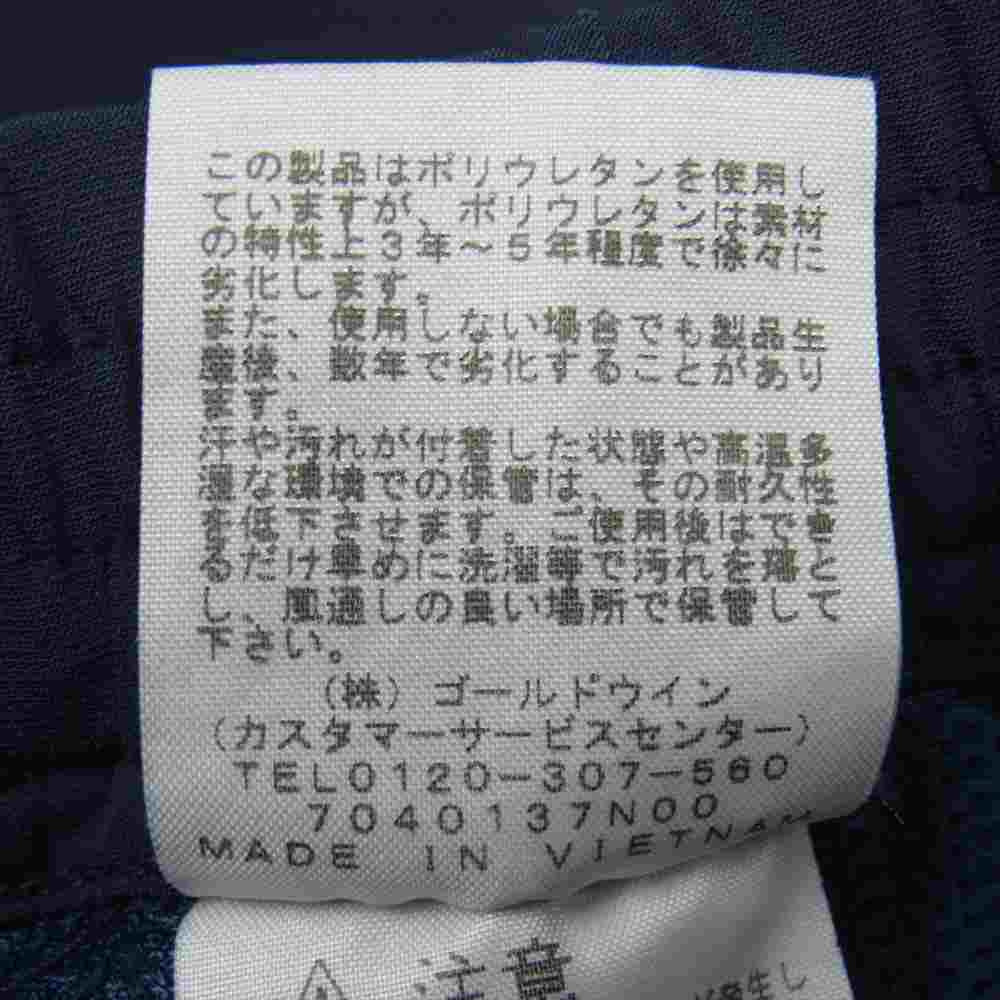 この製品はポリウレタンを使用し
ていますが、ポリウレタンは素材
の特性上3年～5年程度で徐々に
劣化します。
また、使用しない場合でも製品生
産後、数年で劣化することがあり
ます。
汗や汚れが付着した状態や高温多
湿な環境での保管は、その耐久性
を低下させます。ご使用後はでき
るだけ早めに洗濯等で汚れを落と
し、風通しの良い場所で保管して
下さい。
(株)ゴールドウイン
(カスタマーサービスセンター)
TEL0120-307-560
7040137N00
MADE IN VIETNAM
注意
発生し